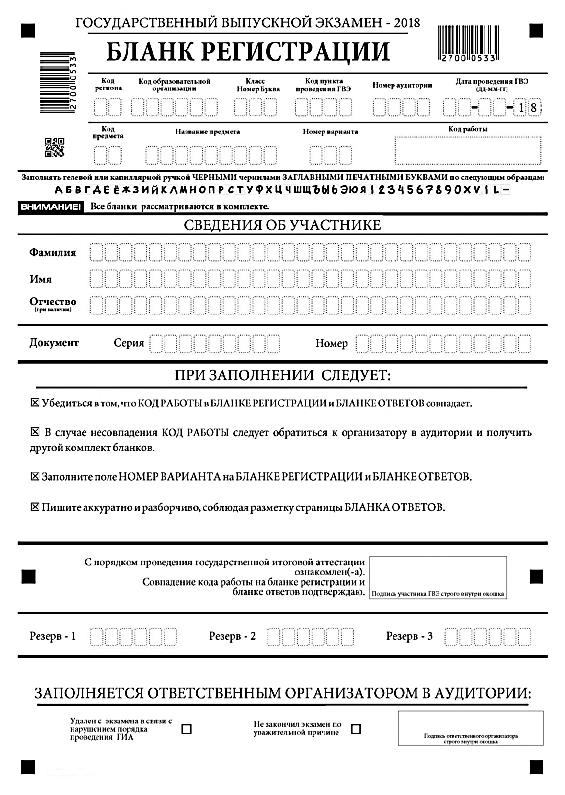 ГОСУДАРСТВЕННЫЙ ВЫПУСКНОЙ ЭКЗАМЕН - 2018
БЛАНК РЕГИСТРАЦИИ
2700 0533
2700 0533
Код региона
Код образовательной организации
Класс Номер Буква
Код пункта проведения ГВЭ
Номер аудитории
Дата проведения ГВЭ (ДД-ММ-ГГ)
- - 18
Код предмета
Название предмета
Номер варианта
Код работы
Заполнять гелевой или капиллярной ручкой ЧЕРНЫМИ чернилами ЗАГЛАВНЫМИ ПЕЧАТНЫМИ БУКВАМИ по следующим образцам:
А Б В Г Д Е Ё Ж З И Й К Л М Н О П Р С Т У Ф Х Ц Ч Ш Щ Ъ Ы Ь Э Ю Я 1 2 3 4 5 6 7 8 9 0 X V I L -
ВНИМАНИЕ! Все бланки рассматриваются в комплекте.
СВЕДЕНИЯ ОБ УЧАСТНИКЕ
Фамилия
Имя
Отчество
(при наличии)
Документ Серия Номер
ПРИ ЗАПОЛНЕНИИ СЛЕДУЕТ:
☒ Убедиться в том, что КОД РАБОТЫ в БЛАНКЕ РЕГИСТРАЦИИ и БЛАНКЕ ОТВЕТОВ совпадает.
☒ В случае несовпадения КОД РАБОТЫ следует обратиться к организатору в аудитории и получить
другой комплект бланков.
☒ Заполните поле НОМЕР ВАРИАНТА на БЛАНКЕ РЕГИСТРАЦИИ и БЛАНКЕ ОТВЕТОВ.
☒ Пишите аккуратно и разборчиво, соблюдая разметку страницы БЛАНКА ОТВЕТОВ.
С порядком проведения государственной итоговой аттестации
ознакомлен(-а).
Совпадение кода работы на бланке регистрации и
бланке ответов подтверждаю.
Подпись участника ГВЭ строго внутри окошка
Резерв - 1 Резерв - 2 Резерв - 3
ЗАПОЛНЯЕТСЯ ОТВЕТСТВЕННЫМ ОРГАНИЗАТОРОМ В АУДИТОРИИ:
Удален с экзамена в связи с
нарушением порядка
проведения ГИА
Не закончил экзамен по
уважительной причине
Подпись ответственного организатора
строго внутри окошка